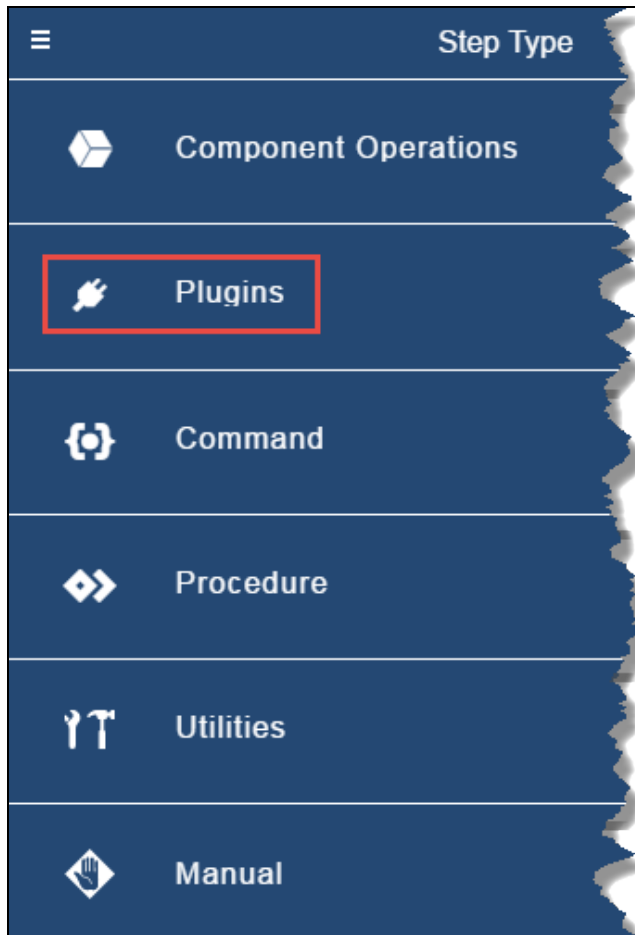 Step Type
Component Operations
Plugins
Command
Procedure
Utilities
Manual